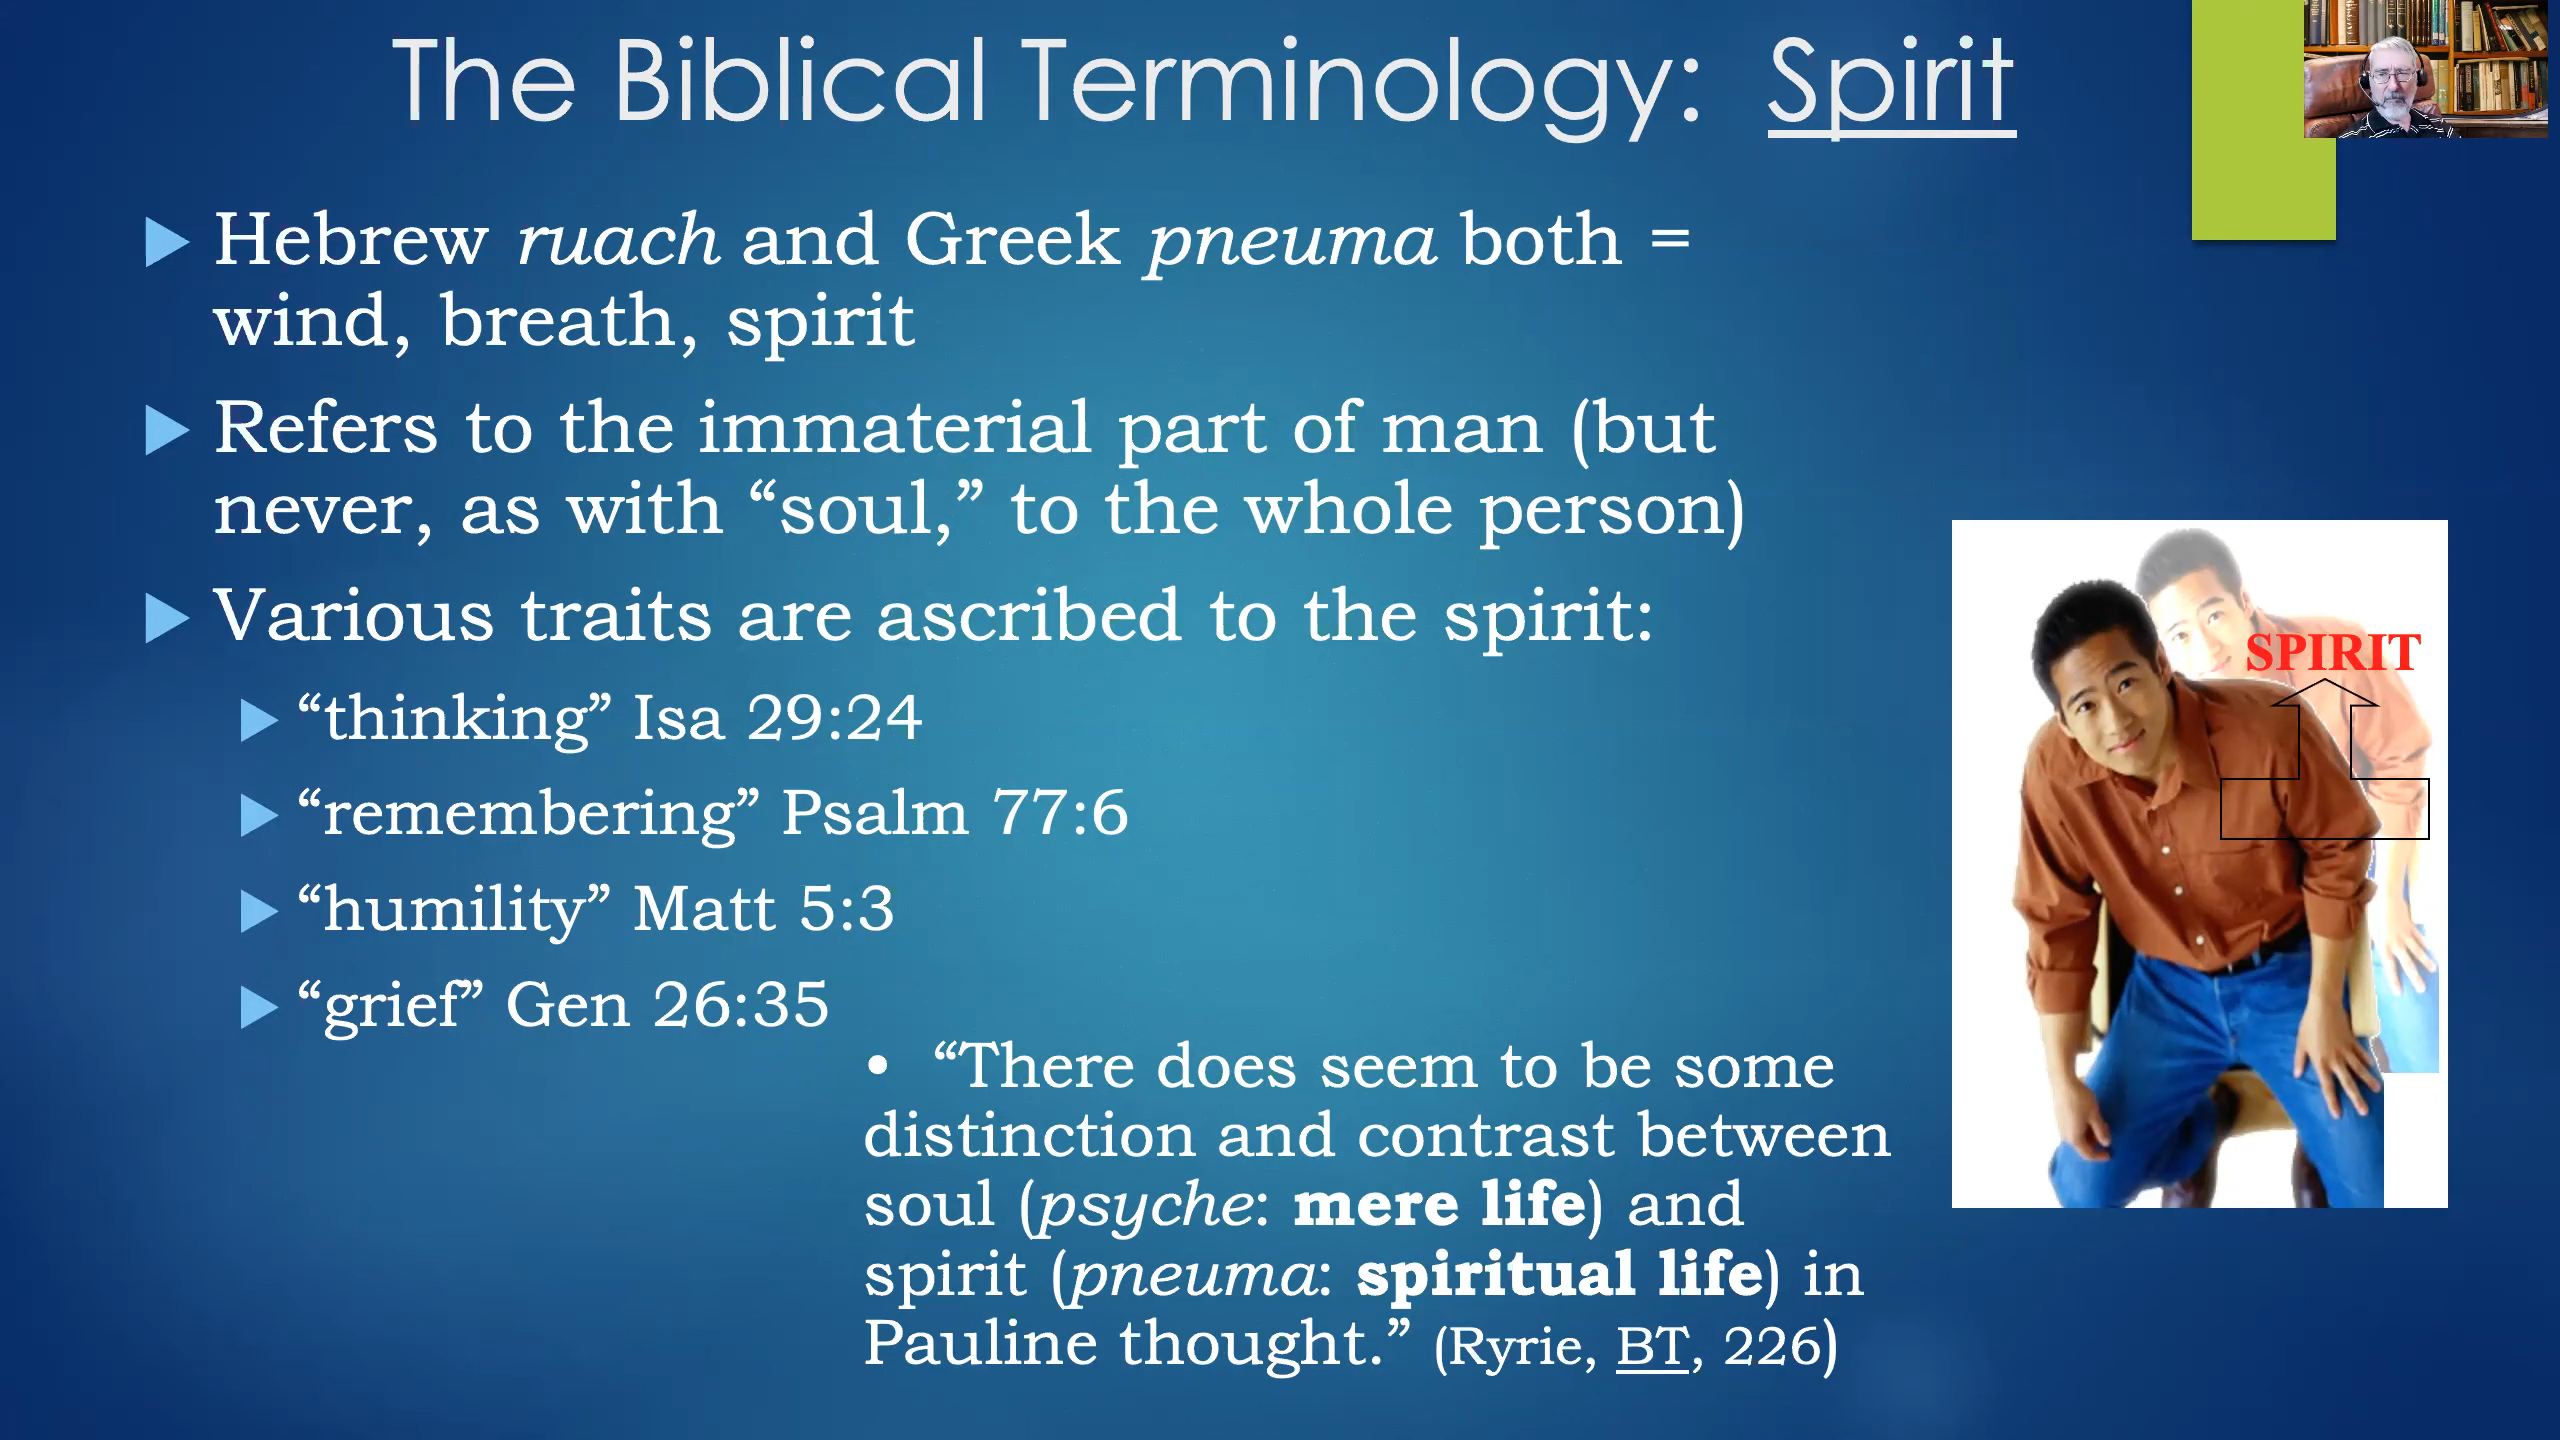 The Biblical Terminology: Spirit
Hebrew ruach and Greek pneuma both =
wind, breath, spirit
Refers to the immaterial part of man (but
never, as with “soul,” to the whole person)
Various traits are ascribed to the spirit:
“thinking” Isa 29:24
“remembering” Psalm 77:6
“humility” Matt 5:3
“grief” Gen 26:35
• “There does seem to be some
distinction and contrast between
soul (psyche: mere life) and
spirit (pneuma: spiritual life) in
Pauline thought.” (Ryrie, BT, 226)
SPIRIT